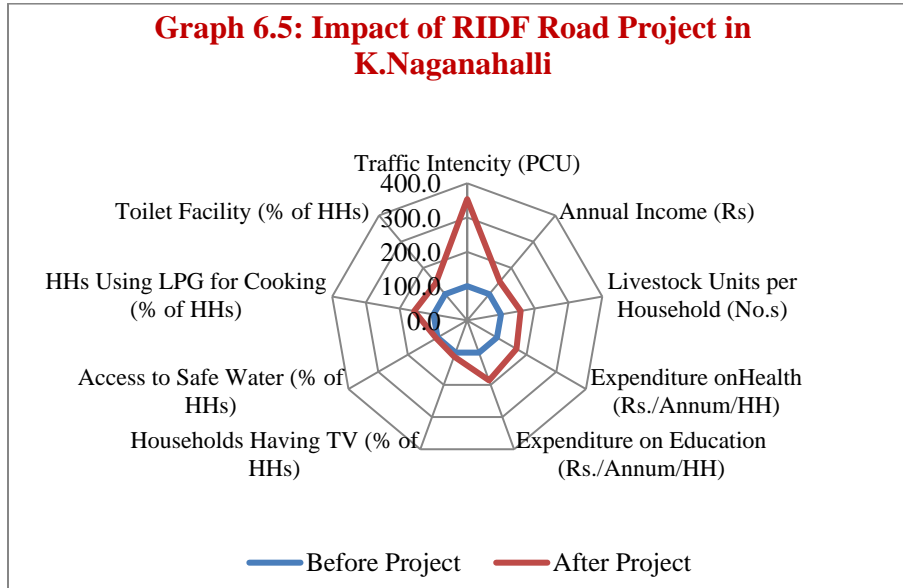 Graph 6.5: Impact of RIDF Road Project in
K.Naganahalli
Traffic Intencity (PCU)
400.0
300.0
200.0
100.0
0.0
Annual Income (Rs)
Livestock Units per
Household (No.s)
Expenditure onHealth
(Rs./Annum/HH)
Expenditure on Education
(Rs./Annum/HH)
Households Having TV (% of
HHs)
Access to Safe Water (% of
HHs)
HHs Using LPG for Cooking
(% of HHs)
Toilet Facility (% of HHs)
Before Project
After Project